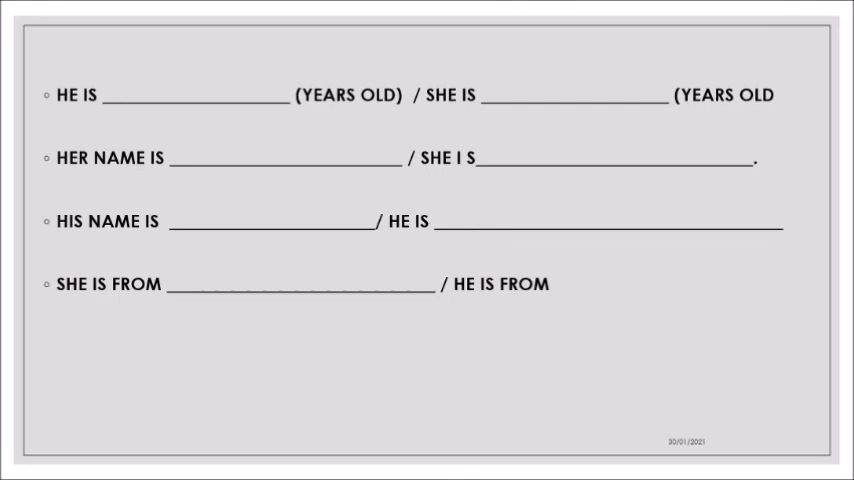 ◦ HE IS ____________________ (YEARS OLD)  / SHE IS ____________________ (YEARS OLD
◦ HER NAME IS _________________________ / SHE I S______________________________.
◦ HIS NAME IS  ______________________/ HE IS _____________________________________
◦ SHE IS FROM _____________________________ / HE IS FROM
30/01/2021